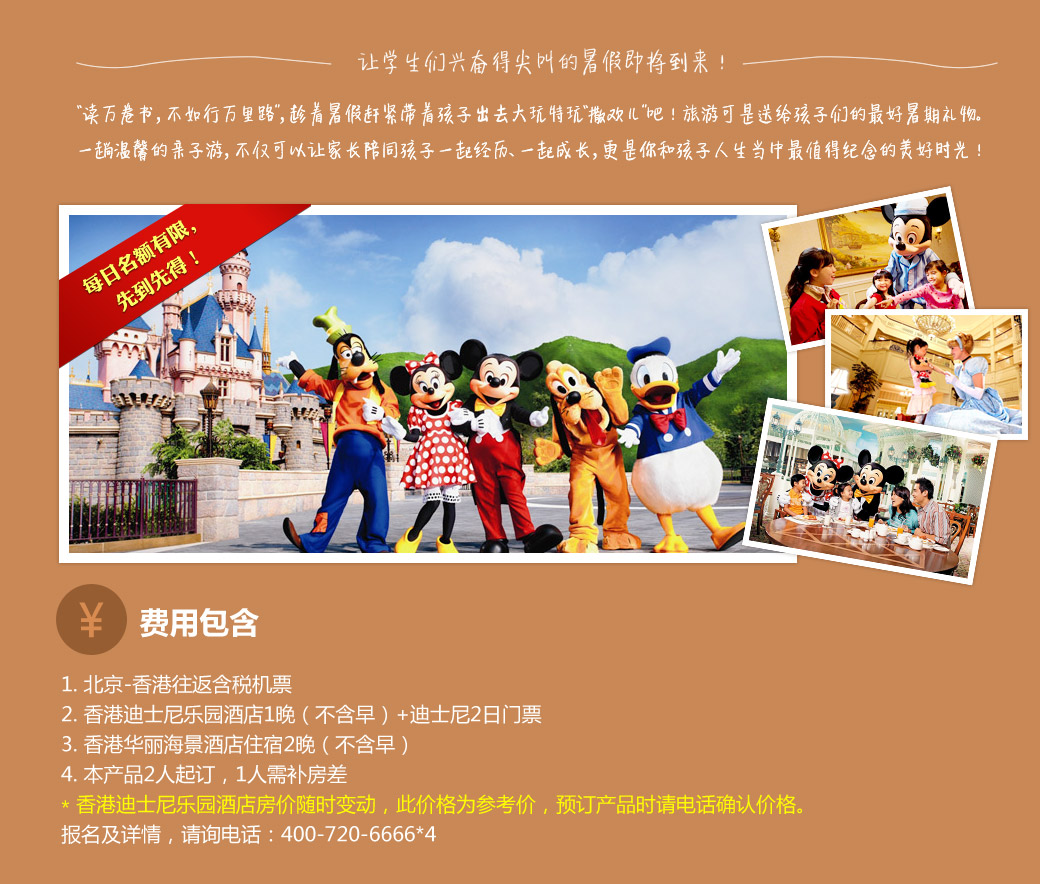 让学生们兴奋得尖叫的暑假即将到来！
“读万卷书，不如行万里路”，趁着暑假赶紧带着孩子出去大玩特玩“撒欢儿”吧！旅游可是送给孩子们的最好暑期礼物。
一趟温馨的亲子游，不仅可以让家长陪同孩子一起经历、一起成长，更是你和孩子人生当中最值得纪念的美好时光！
每日名额有限，
先到先得！
¥ 费用包含
1. 北京-香港往返含税机票
2. 香港迪士尼乐园酒店1晚（不含早）+迪士尼2日门票
3. 香港华丽海景酒店住宿2晚（不含早）
4. 本产品2人起订，1人需补房差
* 香港迪士尼乐园酒店房价随时变动，此价格为参考价，预订产品时请电话确认价格。
报名及详情，请询电话：400-720-6666*4